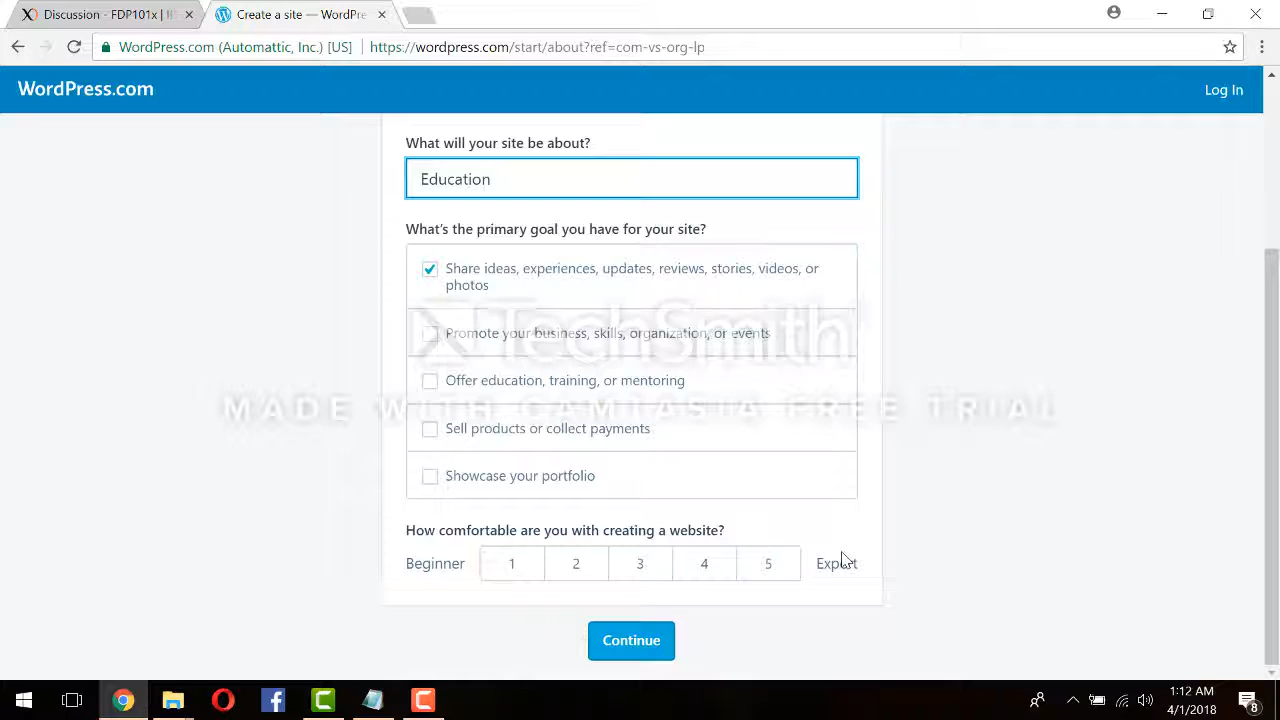 Discussion - FDP101x | II
Create a site — WordPre
WordPress.com (Automattic, Inc.) [US]
https://wordpress.com/start/about?ref=com-vs-org-lp
WordPress.com
Log In
What will your site be about?
Education
What's the primary goal you have for your site?
Share ideas, experiences, updates, reviews, stories, videos, or
photos
Promote your business, skills, organization, or events
TechSmith
Offer education, training, or mentoring
MADE WITH CAMTASIA FREE TRIAL
Sell products or collect payments
Showcase your portfolio
How comfortable are you with creating a website?
Beginner 1 2 3 4 5 Expert
Continue
1:12 AM
4/1/2018
8